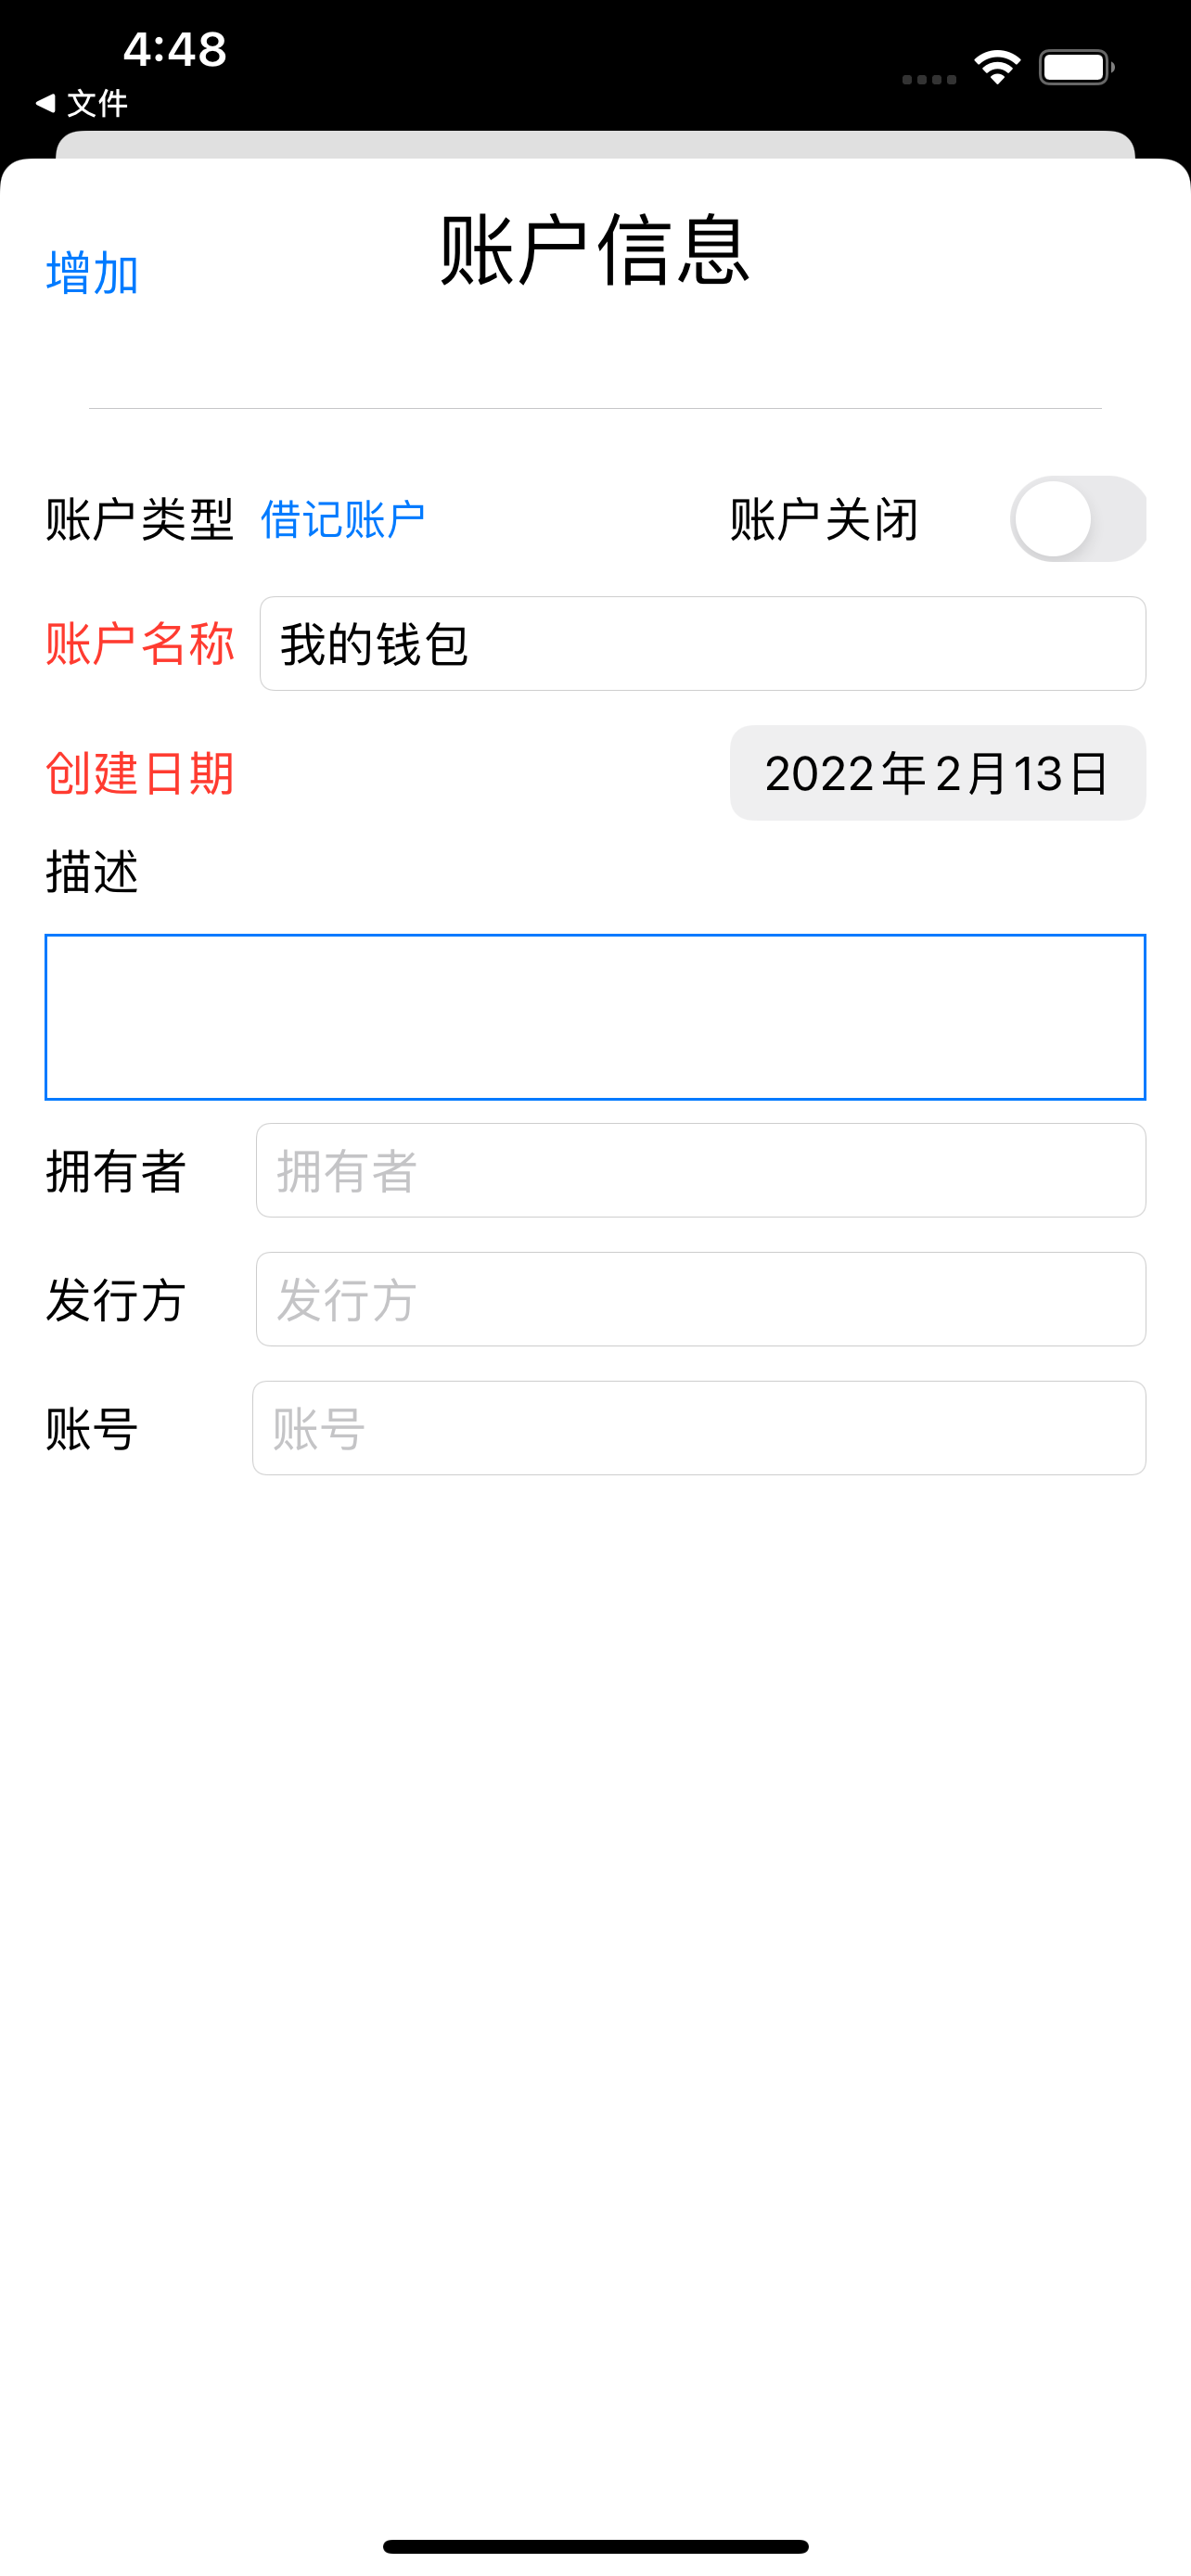 4:48
文件
账户信息
增加
账户类型 借记账户 账户关闭
账户名称 我的钱包
创建日期 2022年2月13日
描述
拥有者 拥有者
发行方 发行方
账号 账号